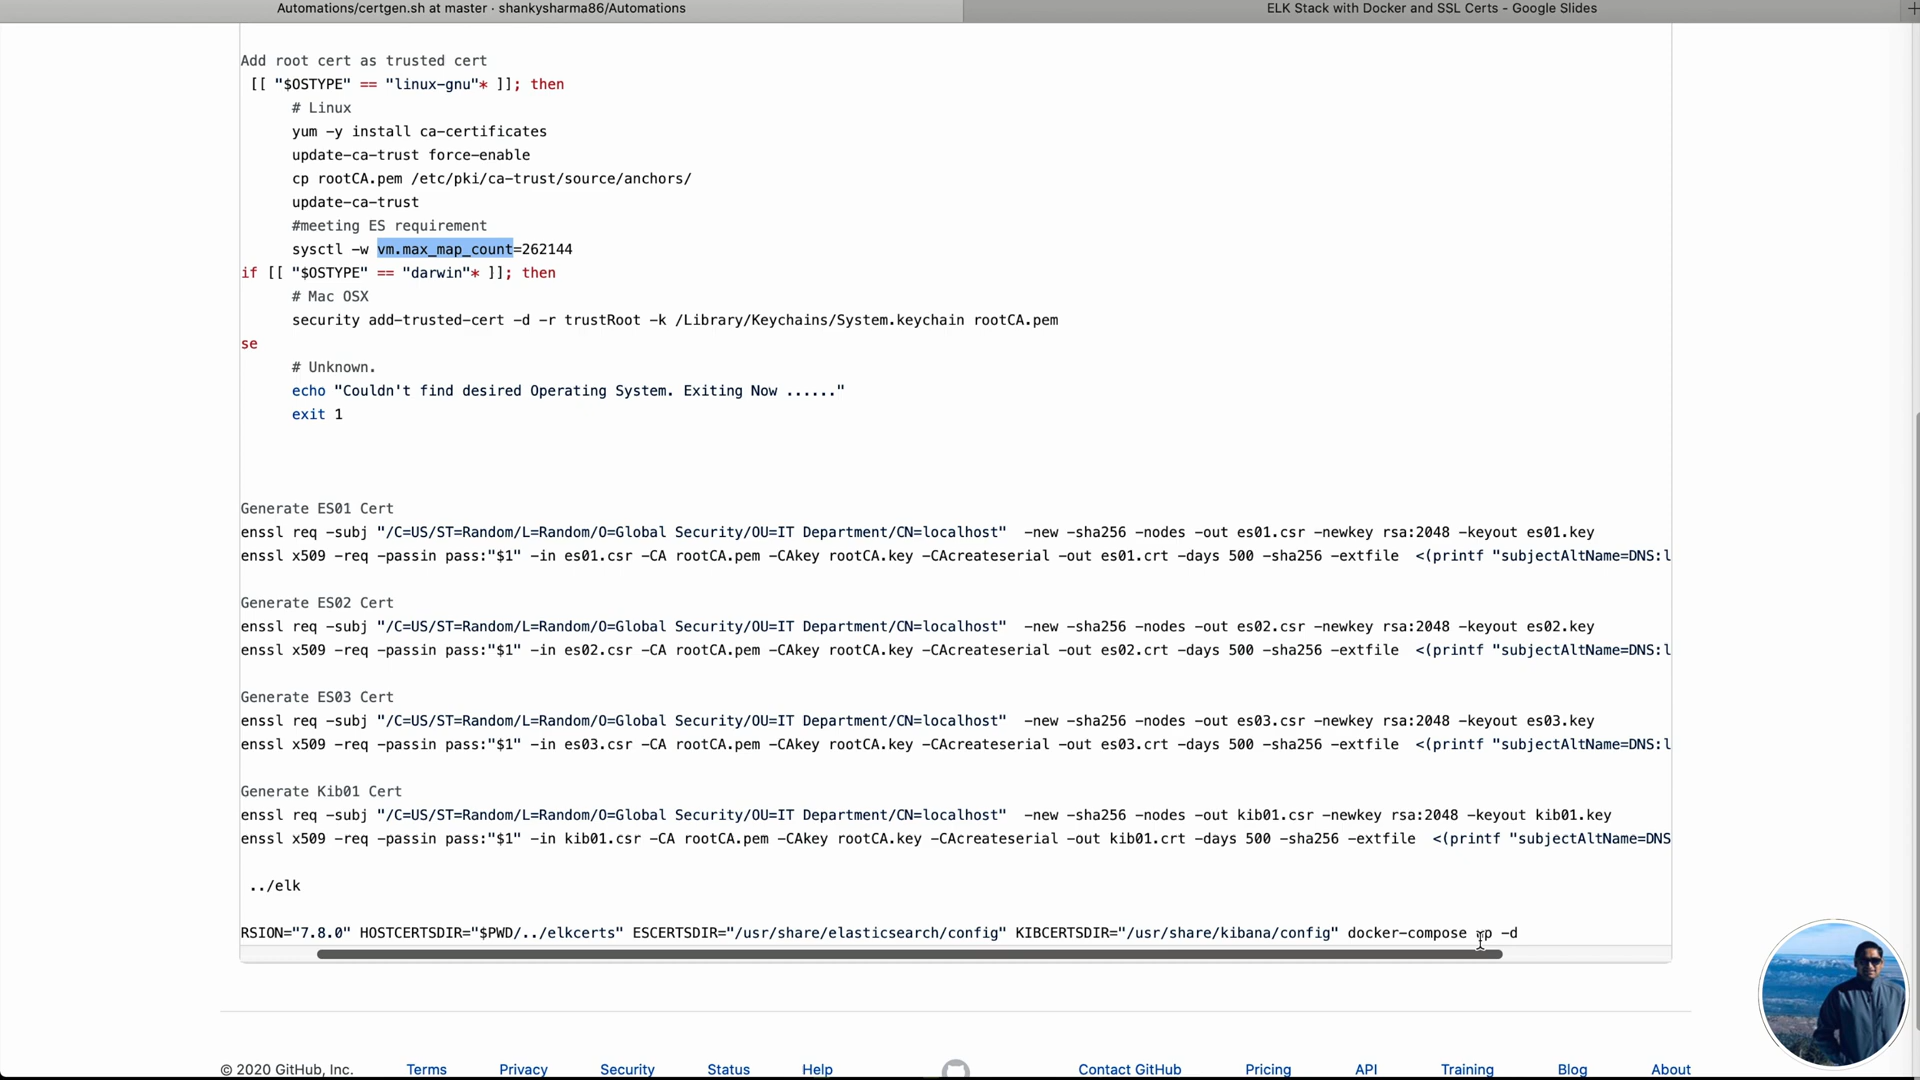 Automations/certgen.sh at master · shankysharma86/Automations
ELK Stack with Docker and SSL Certs - Google Slides
Add root cert as trusted cert
[[ "$OSTYPE" == "linux-gnu"* ]]; then
# Linux
yum -y install ca-certificates
update-ca-trust force-enable
cp rootCA.pem /etc/pki/ca-trust/source/anchors/
update-ca-trust
#meeting ES requirement
sysctl -w vm.max_map_count=262144
if [[ "$OSTYPE" == "darwin"* ]]; then
# Mac OSX
security add-trusted-cert -d -r trustRoot -k /Library/Keychains/System.keychain rootCA.pem
se
# Unknown.
echo "Couldn't find desired Operating System. Exiting Now ......"
exit 1
Generate ES01 Cert
enssl req -subj "/C=US/ST=Random/L=Random/O=Global Security/OU=IT Department/CN=localhost"  -new -sha256 -nodes -out es01.csr -newkey rsa:2048 -keyout es01.key
enssl x509 -req -passin pass:"$1" -in es01.csr -CA rootCA.pem -CAkey rootCA.key -CAcreateserial -out es01.crt -days 500 -sha256 -extfile  <(printf "subjectAltName=DNS:l
Generate ES02 Cert
enssl req -subj "/C=US/ST=Random/L=Random/O=Global Security/OU=IT Department/CN=localhost"  -new -sha256 -nodes -out es02.csr -newkey rsa:2048 -keyout es02.key
enssl x509 -req -passin pass:"$1" -in es02.csr -CA rootCA.pem -CAkey rootCA.key -CAcreateserial -out es02.crt -days 500 -sha256 -extfile  <(printf "subjectAltName=DNS:l
Generate ES03 Cert
enssl req -subj "/C=US/ST=Random/L=Random/O=Global Security/OU=IT Department/CN=localhost"  -new -sha256 -nodes -out es03.csr -newkey rsa:2048 -keyout es03.key
enssl x509 -req -passin pass:"$1" -in es03.csr -CA rootCA.pem -CAkey rootCA.key -CAcreateserial -out es03.crt -days 500 -sha256 -extfile  <(printf "subjectAltName=DNS:l
Generate Kib01 Cert
enssl req -subj "/C=US/ST=Random/L=Random/O=Global Security/OU=IT Department/CN=localhost"  -new -sha256 -nodes -out kib01.csr -newkey rsa:2048 -keyout kib01.key
enssl x509 -req -passin pass:"$1" -in kib01.csr -CA rootCA.pem -CAkey rootCA.key -CAcreateserial -out kib01.crt -days 500 -sha256 -extfile  <(printf "subjectAltName=DNS
../elk
RSION="7.8.0" HOSTCERTSDIR="$PWD/../elkcerts" ESCERTSDIR="/usr/share/elasticsearch/config" KIBCERTSDIR="/usr/share/kibana/config" docker-compose up -d
© 2020 GitHub, Inc. Terms Privacy Security Status Help Contact GitHub Pricing API Training Blog About